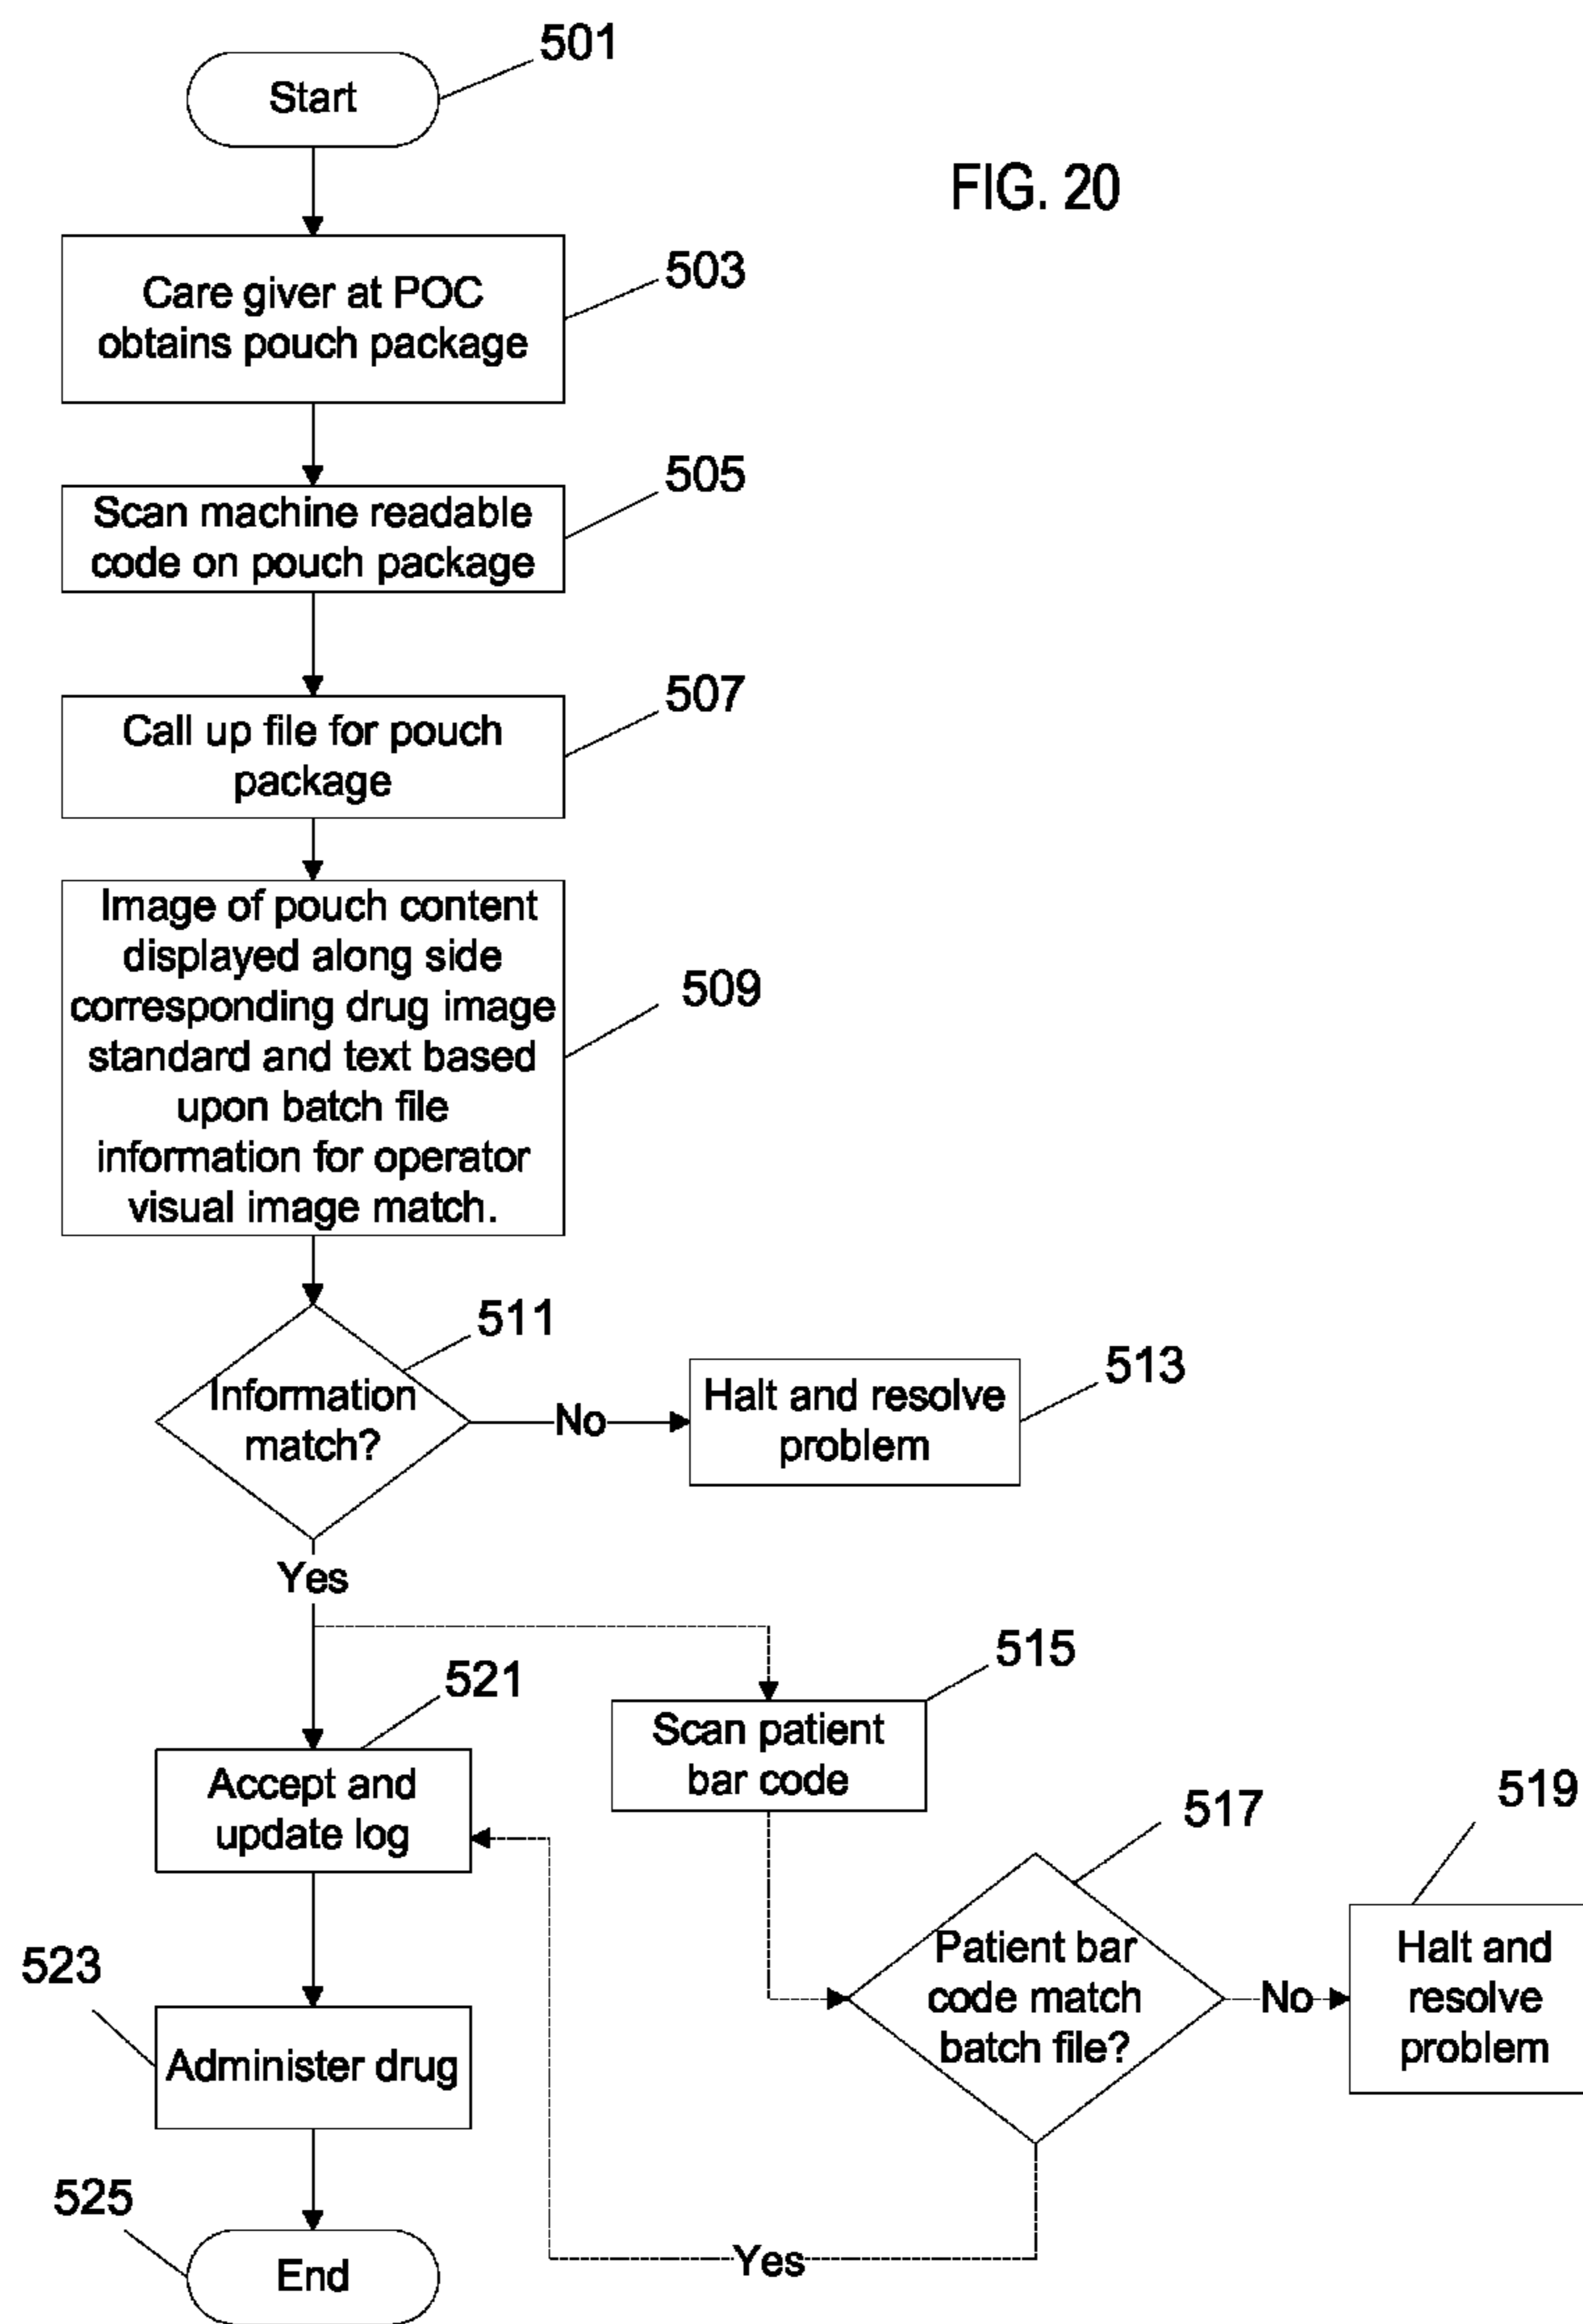 501
Start
FIG. 20
503
Care giver at POC
obtains pouch package
505
Scan machine readable
code on pouch package
507
Call up file for pouch
package
Image of pouch content
displayed along side
corresponding drug image
standard and text based
upon batch file
information for operator
visual image match.
509
511
Information
match?
No
Halt and resolve
problem
513
Yes
515
521
Scan patient
bar code
Accept and
update log
517
519
523
Patient bar
code match
batch file?
No
Halt and
resolve
problem
Administer drug
525
Yes
End